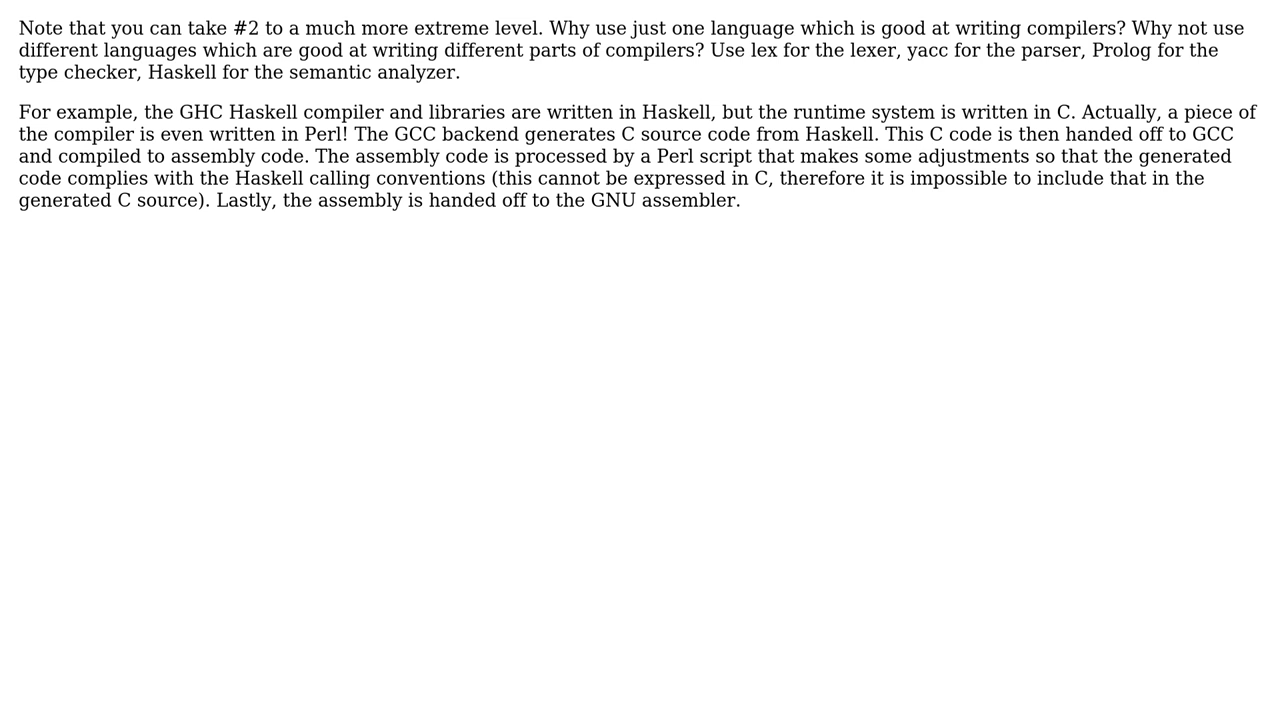 Note that you can take #2 to a much more extreme level. Why use just one language which is good at writing compilers? Why not use
different languages which are good at writing different parts of compilers? Use lex for the lexer, yacc for the parser, Prolog for the
type checker, Haskell for the semantic analyzer.
For example, the GHC Haskell compiler and libraries are written in Haskell, but the runtime system is written in C. Actually, a piece of
the compiler is even written in Perl! The GCC backend generates C source code from Haskell. This C code is then handed off to GCC
and compiled to assembly code. The assembly code is processed by a Perl script that makes some adjustments so that the generated
code complies with the Haskell calling conventions (this cannot be expressed in C, therefore it is impossible to include that in the
generated C source). Lastly, the assembly is handed off to the GNU assembler.